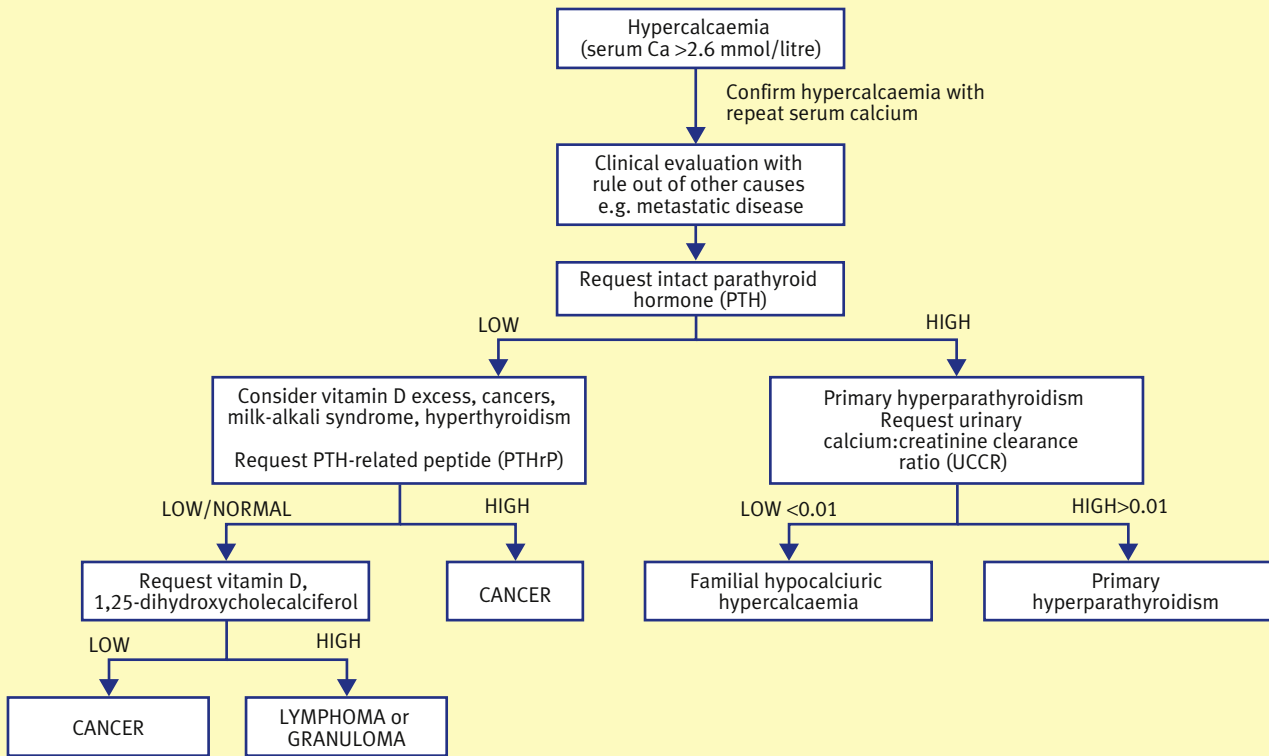 Hypercalcaemia
(serum Ca >2.6 mmol/litre)
Confirm hypercalcaemia with
repeat serum calcium
Clinical evaluation with
rule out of other causes
e.g. metastatic disease
Request intact parathyroid
hormone (PTH)
LOW
HIGH
Consider vitamin D excess, cancers,
milk-alkali syndrome, hyperthyroidism
Request PTH-related peptide (PTHrP)
Primary hyperparathyroidism
Request urinary
calcium:creatinine clearance
ratio (UCCR)
LOW/NORMAL
HIGH
LOW <0.01
HIGH>0.01
Request vitamin D,
1,25-dihydroxycholecalciferol
CANCER
Familial hypocalciuric
hypercalcaemia
Primary
hyperparathyroidism
LOW
HIGH
CANCER
LYMPHOMA or
GRANULOMA